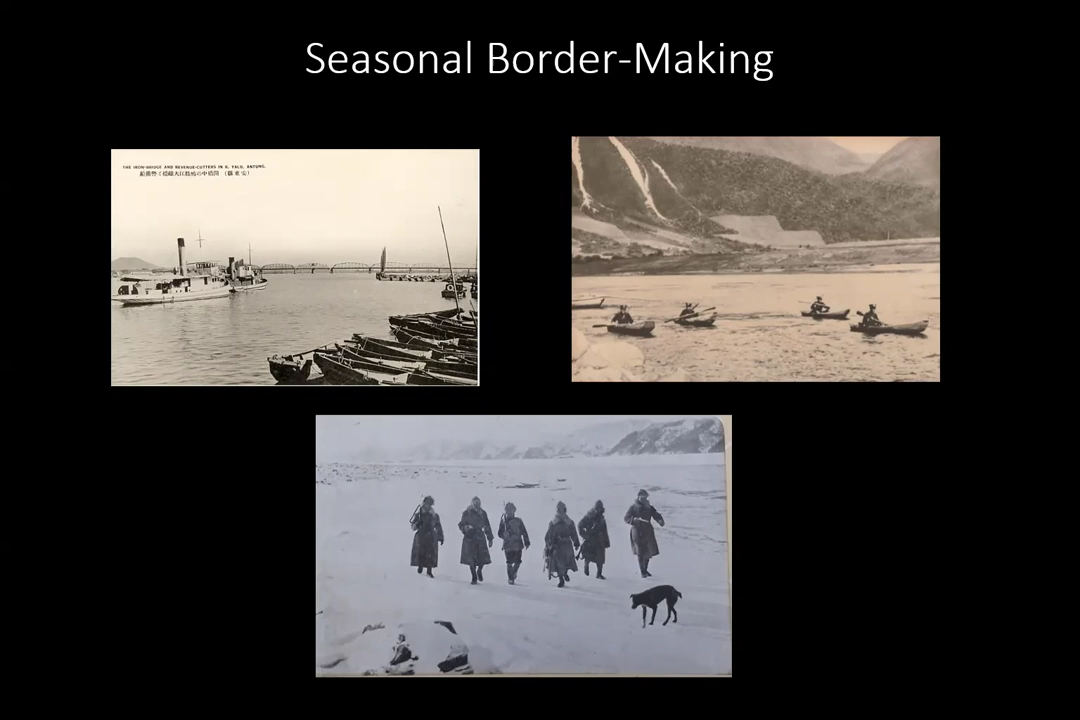 Seasonal Border-Making
THE IRON-BRIDGE AND REVENUE-CUTTERS IN R. YALU, ANTUNG.